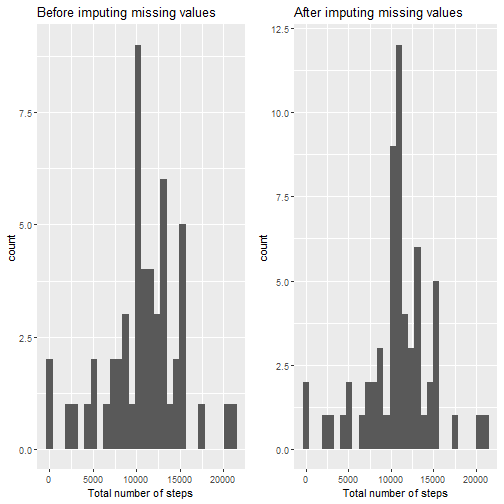 Before imputing missing values
7.5
5.0
2.5
0.0
count
0 5000 10000 15000 20000
Total number of steps
After imputing missing values
12.5
10.0
7.5
5.0
2.5
0.0
count
0 5000 10000 15000 20000
Total number of steps